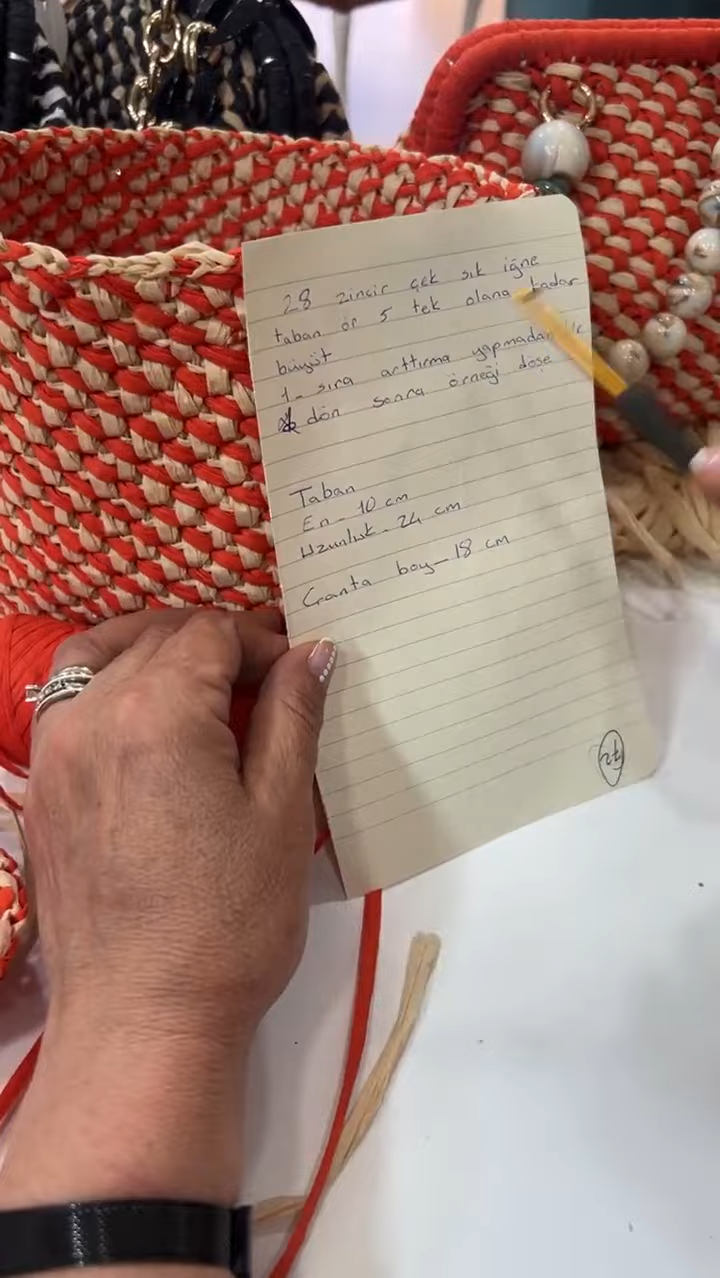 28 zincir çek sık iğne
taban ör 5 tek olana kadar
büyüt
1- sıra arttırma yapmadan
dön sonra örneği döşe
Taban
En - 10 cm
Uzunluk - 24 cm
Çanta boy - 18 cm